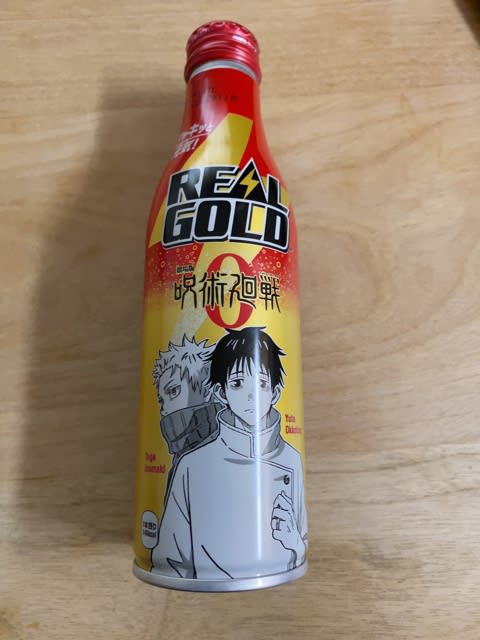 REAL
GOLD
劇場版
呪術廻戦
0
Yuta
Okkotsu
Toge
Inumaki